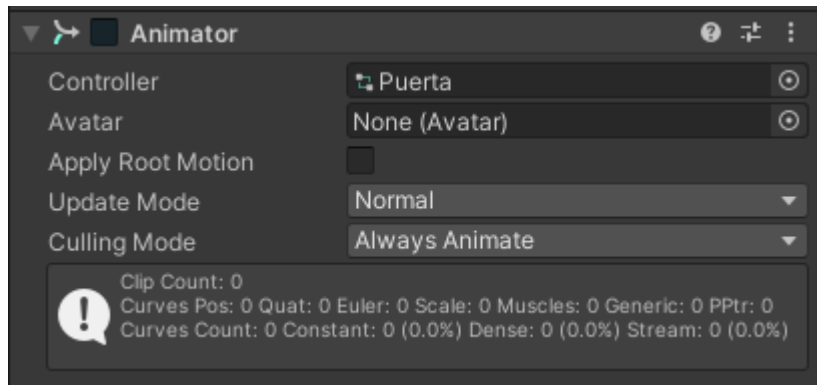 Animator
Controller Puerta
Avatar None (Avatar)
Apply Root Motion
Update Mode Normal
Culling Mode Always Animate
Clip Count: 0
Curves Pos: 0 Quat: 0 Euler: 0 Scale: 0 Muscles: 0 Generic: 0 PPtr: 0
Curves Count: 0 Constant: 0 (0.0%) Dense: 0 (0.0%) Stream: 0 (0.0%)